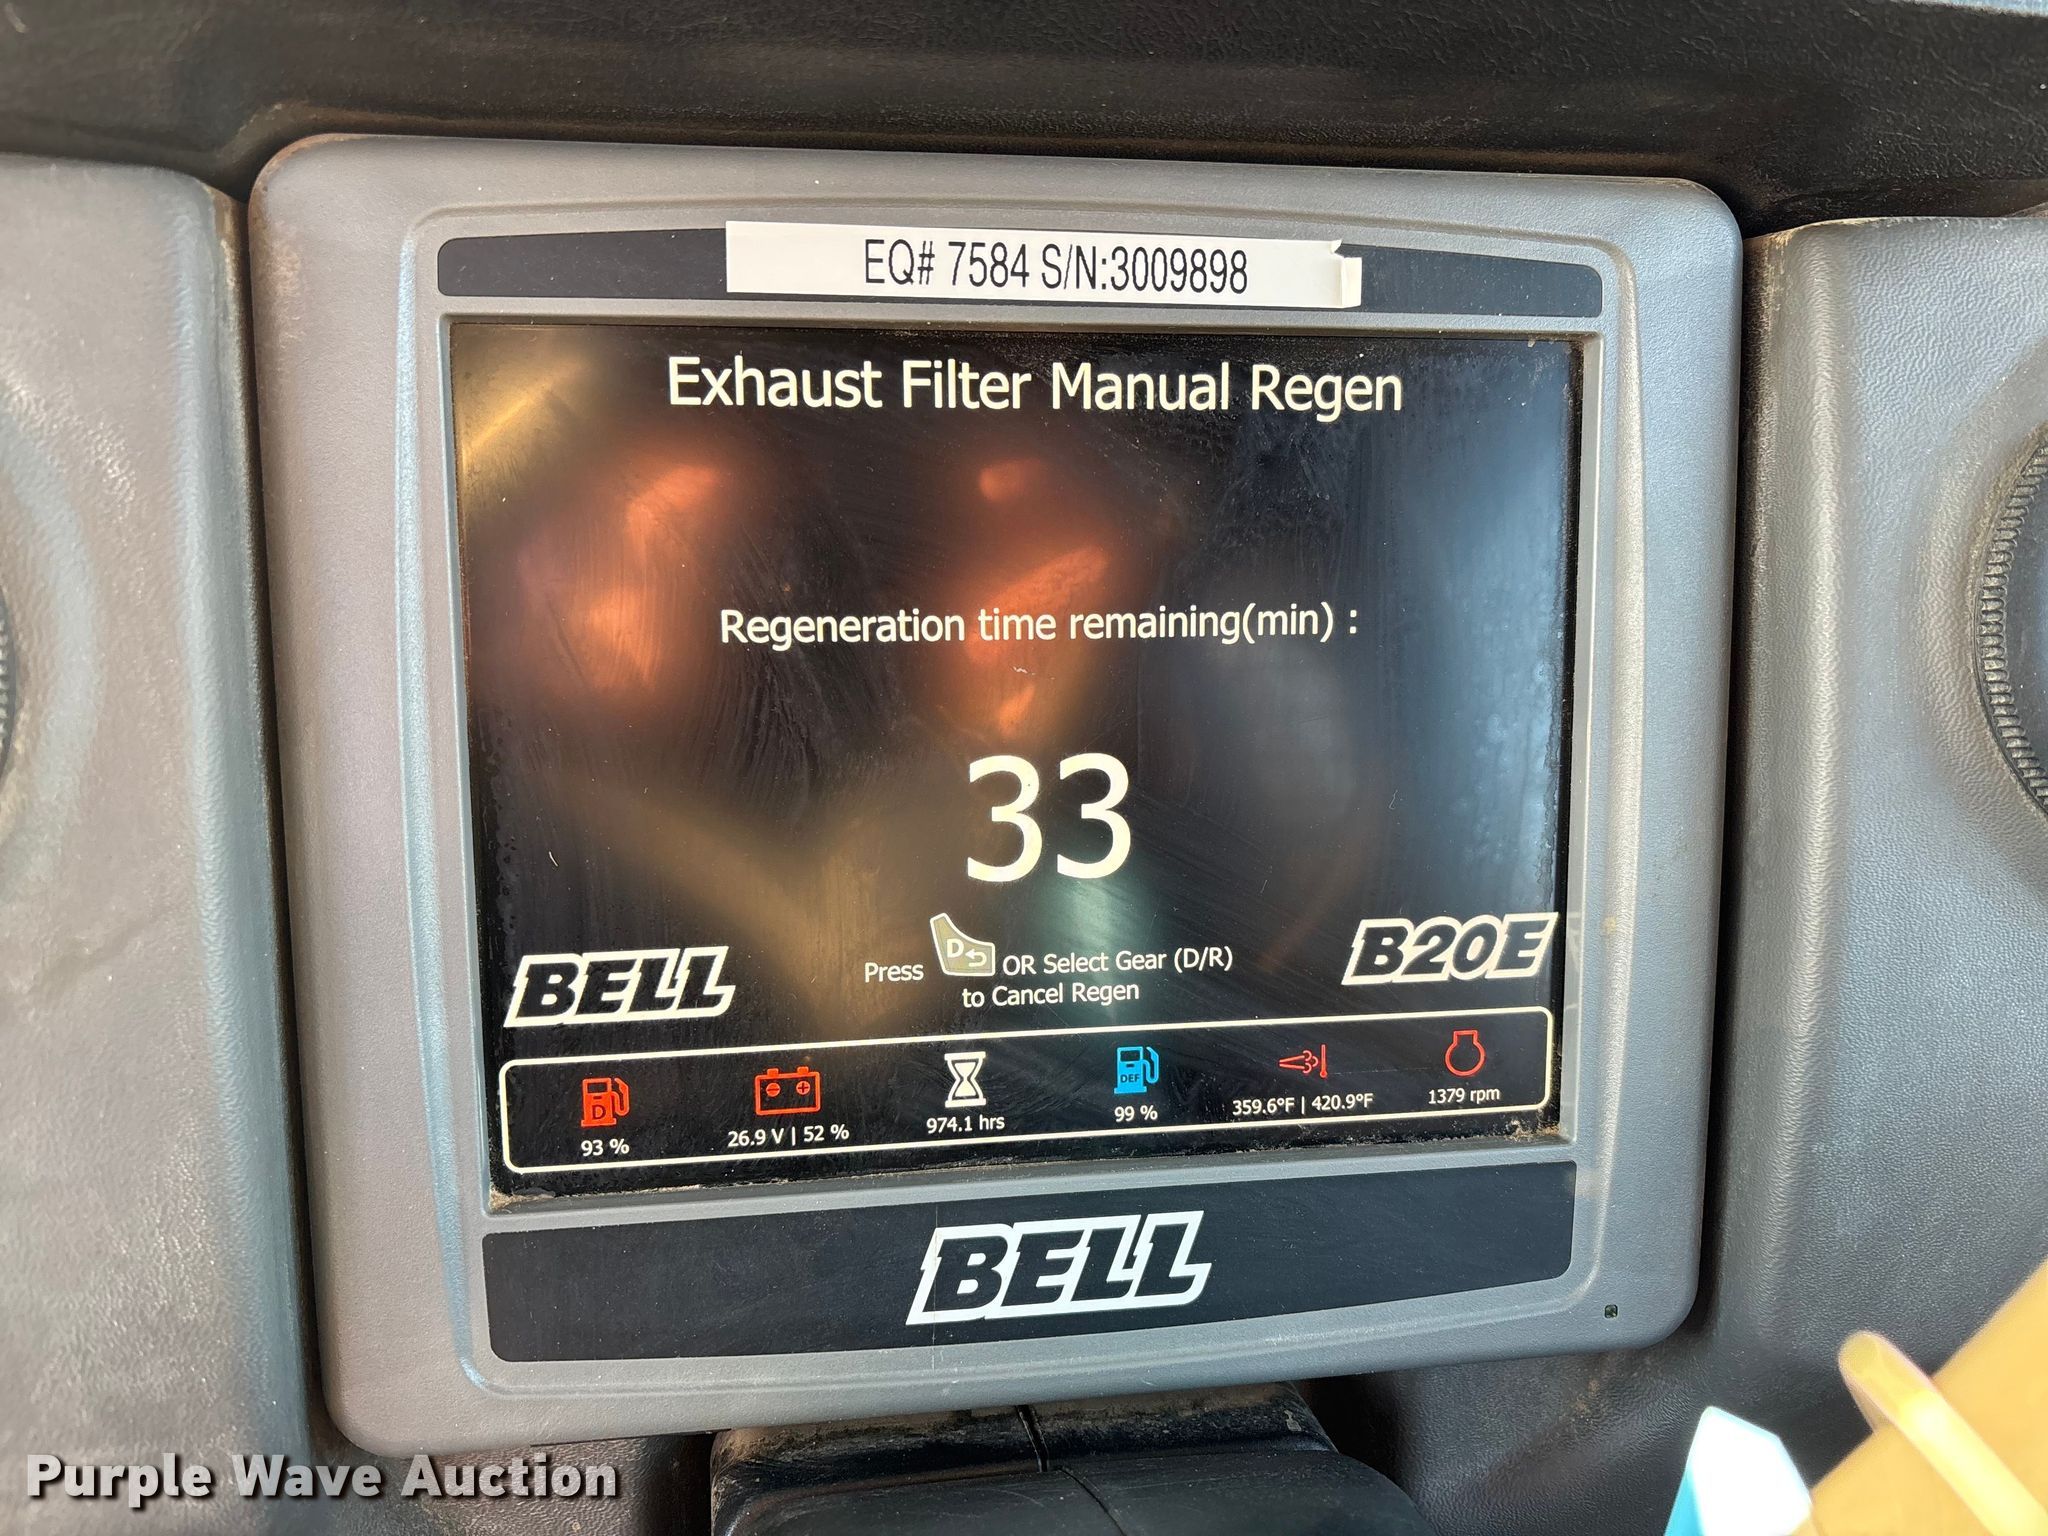 EQ# 7584 S/N:3009898
Exhaust Filter Manual Regen
Regeneration time remaining(min) :
33
Press D OR Select Gear (D/R)
to Cancel Regen
BELL
B20E
D
DEF
93 %
26.9 V | 52 %
974.1 hrs
99 %
359.6°F | 420.9°F
1379 rpm
BELL
Purple Wave Auction